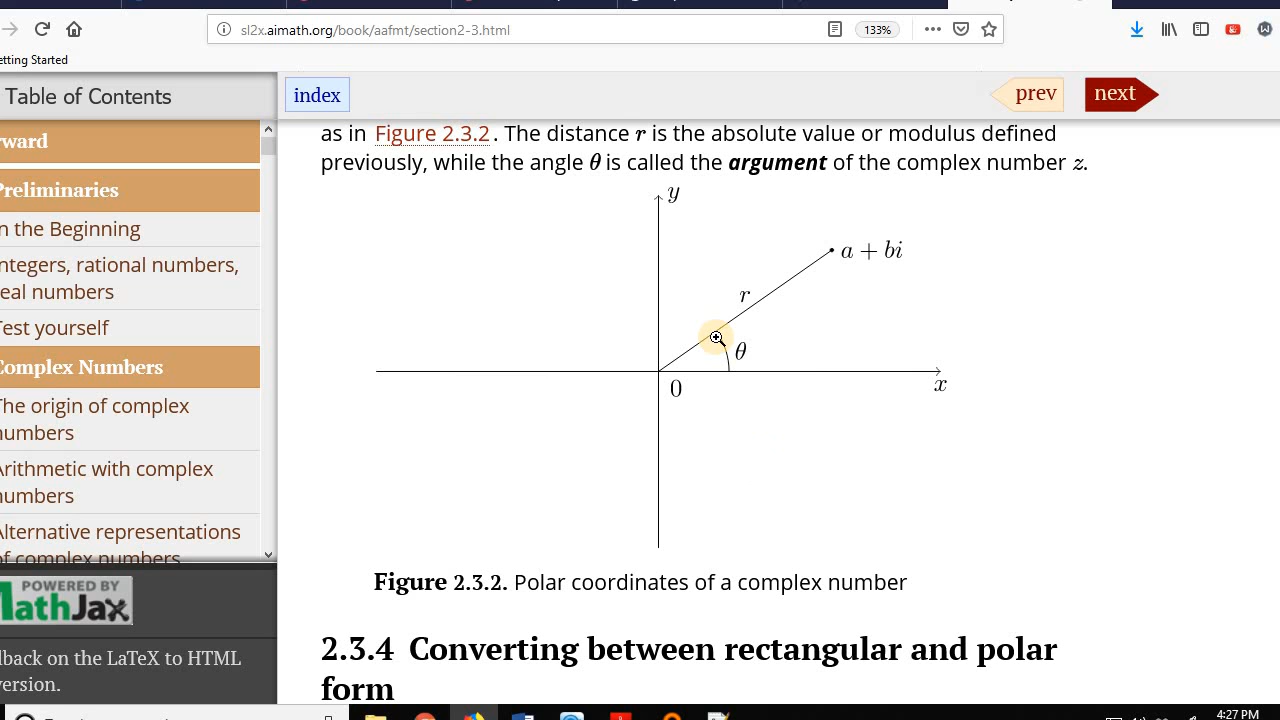 sl2x.aimath.org/book/aafmt/section2-3.html
133%
etting Started
Table of Contents
index
prev
next
rward
Preliminaries
n the Beginning
ntegers, rational numbers,
eal numbers
Test yourself
Complex Numbers
The origin of complex
numbers
Arithmetic with complex
numbers
Alternative representations
of complex numbers
POWERED BY
MathJax
dback on the LaTeX to HTML
version.
as in Figure 2.3.2. The distance r is the absolute value or modulus defined
previously, while the angle θ is called the argument of the complex number z.
y
a + bi
r
θ
0
x
Figure 2.3.2. Polar coordinates of a complex number
2.3.4 Converting between rectangular and polar
form
4:27 PM